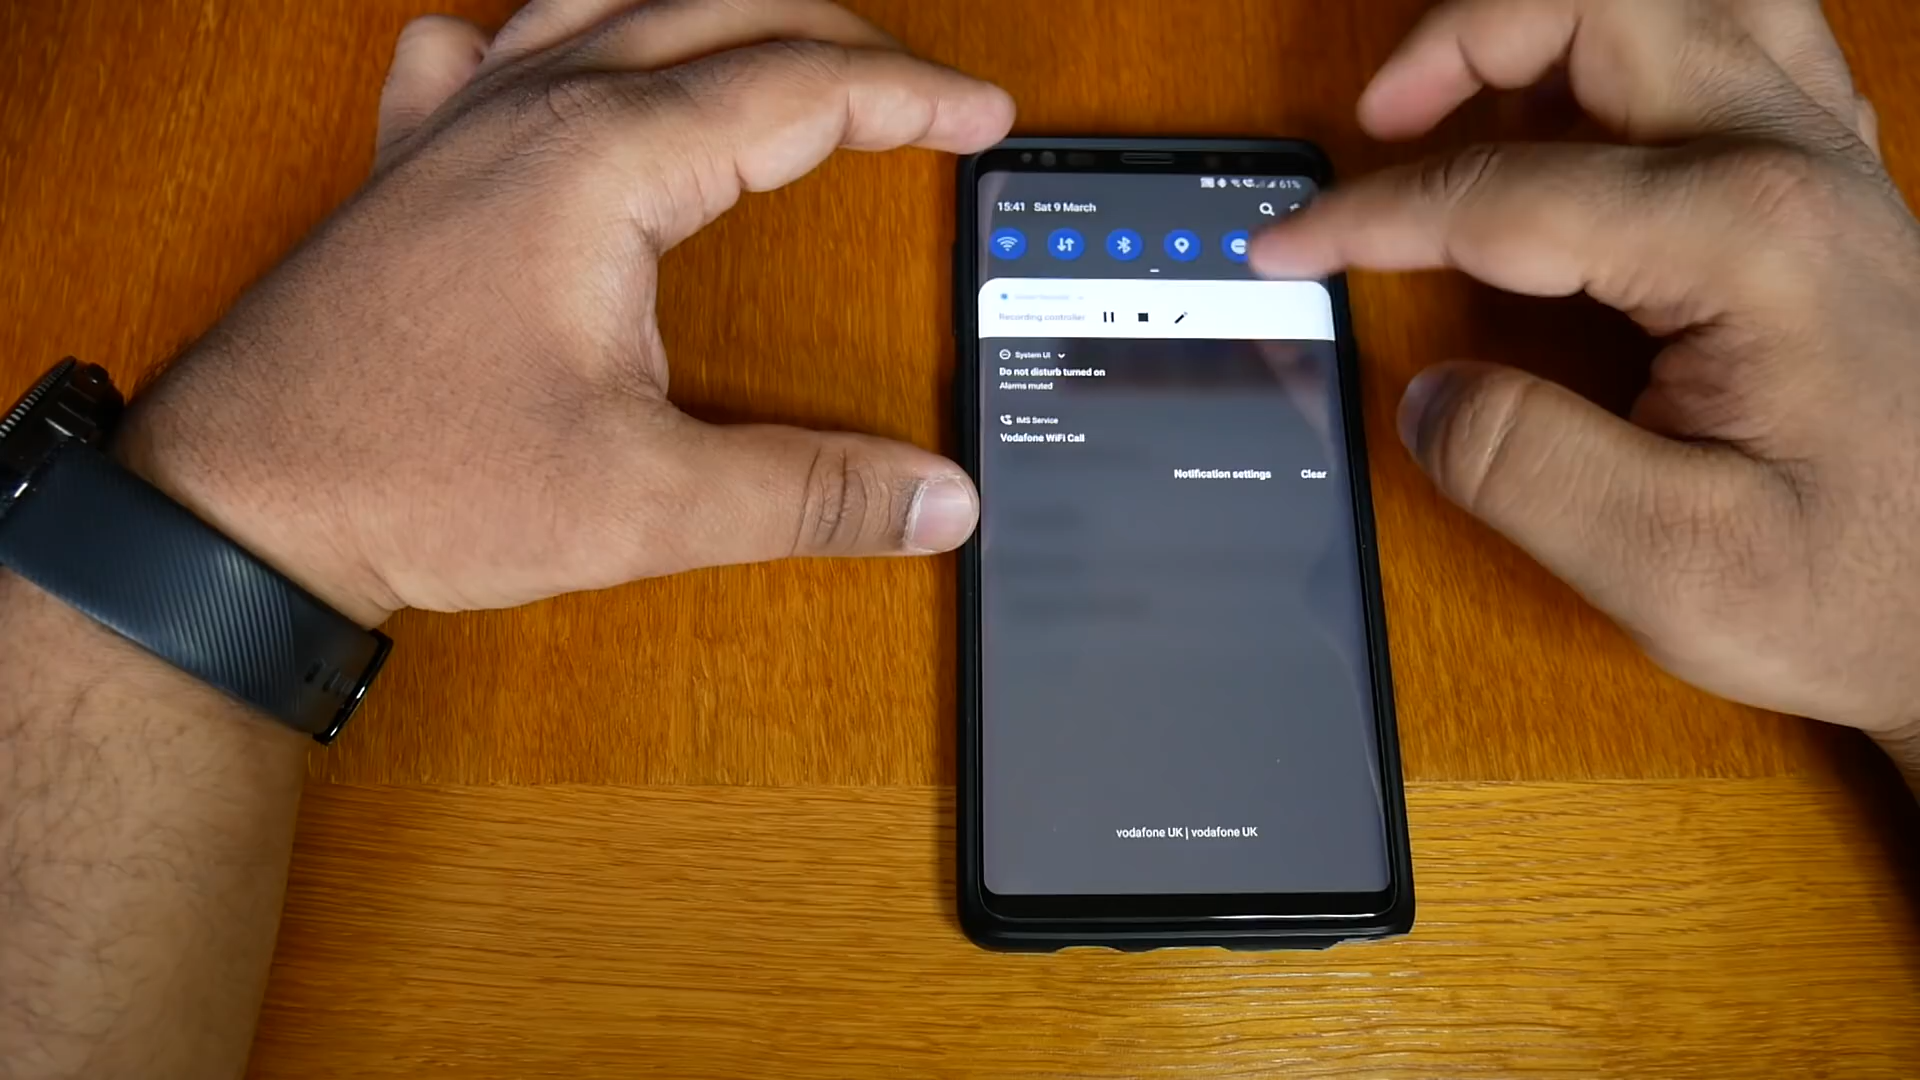 61%
15:41 Sat 9 March
Recording controller
System UI
Do not disturb turned on
Alarms muted
IMS Service
Vodafone WiFi Call
Notification settings Clear
vodafone UK | vodafone UK